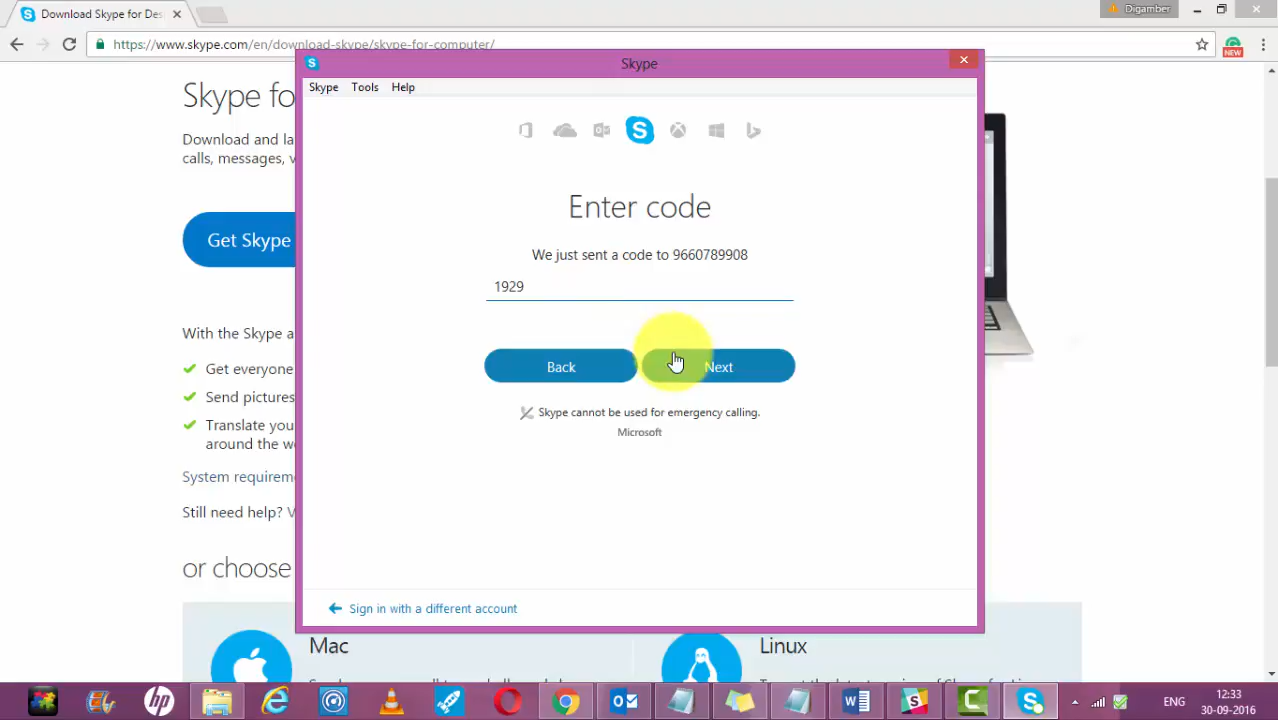 Download Skype for Des
Digamber
https://www.skype.com/en/download-skype/skype-for-computer/
NEW
Skype
Skype Tools Help
Skype fo
Download and la
calls, messages, v
Get Skype
With the Skype a
Get everyone
Send pictures
Translate you
around the w
System requirem
Still need help? V
or choose
Enter code
We just sent a code to 9660789908
1929
Back
Next
Skype cannot be used for emergency calling.
Microsoft
Sign in with a different account
Mac
Linux
ENG
12:33
30-09-2016